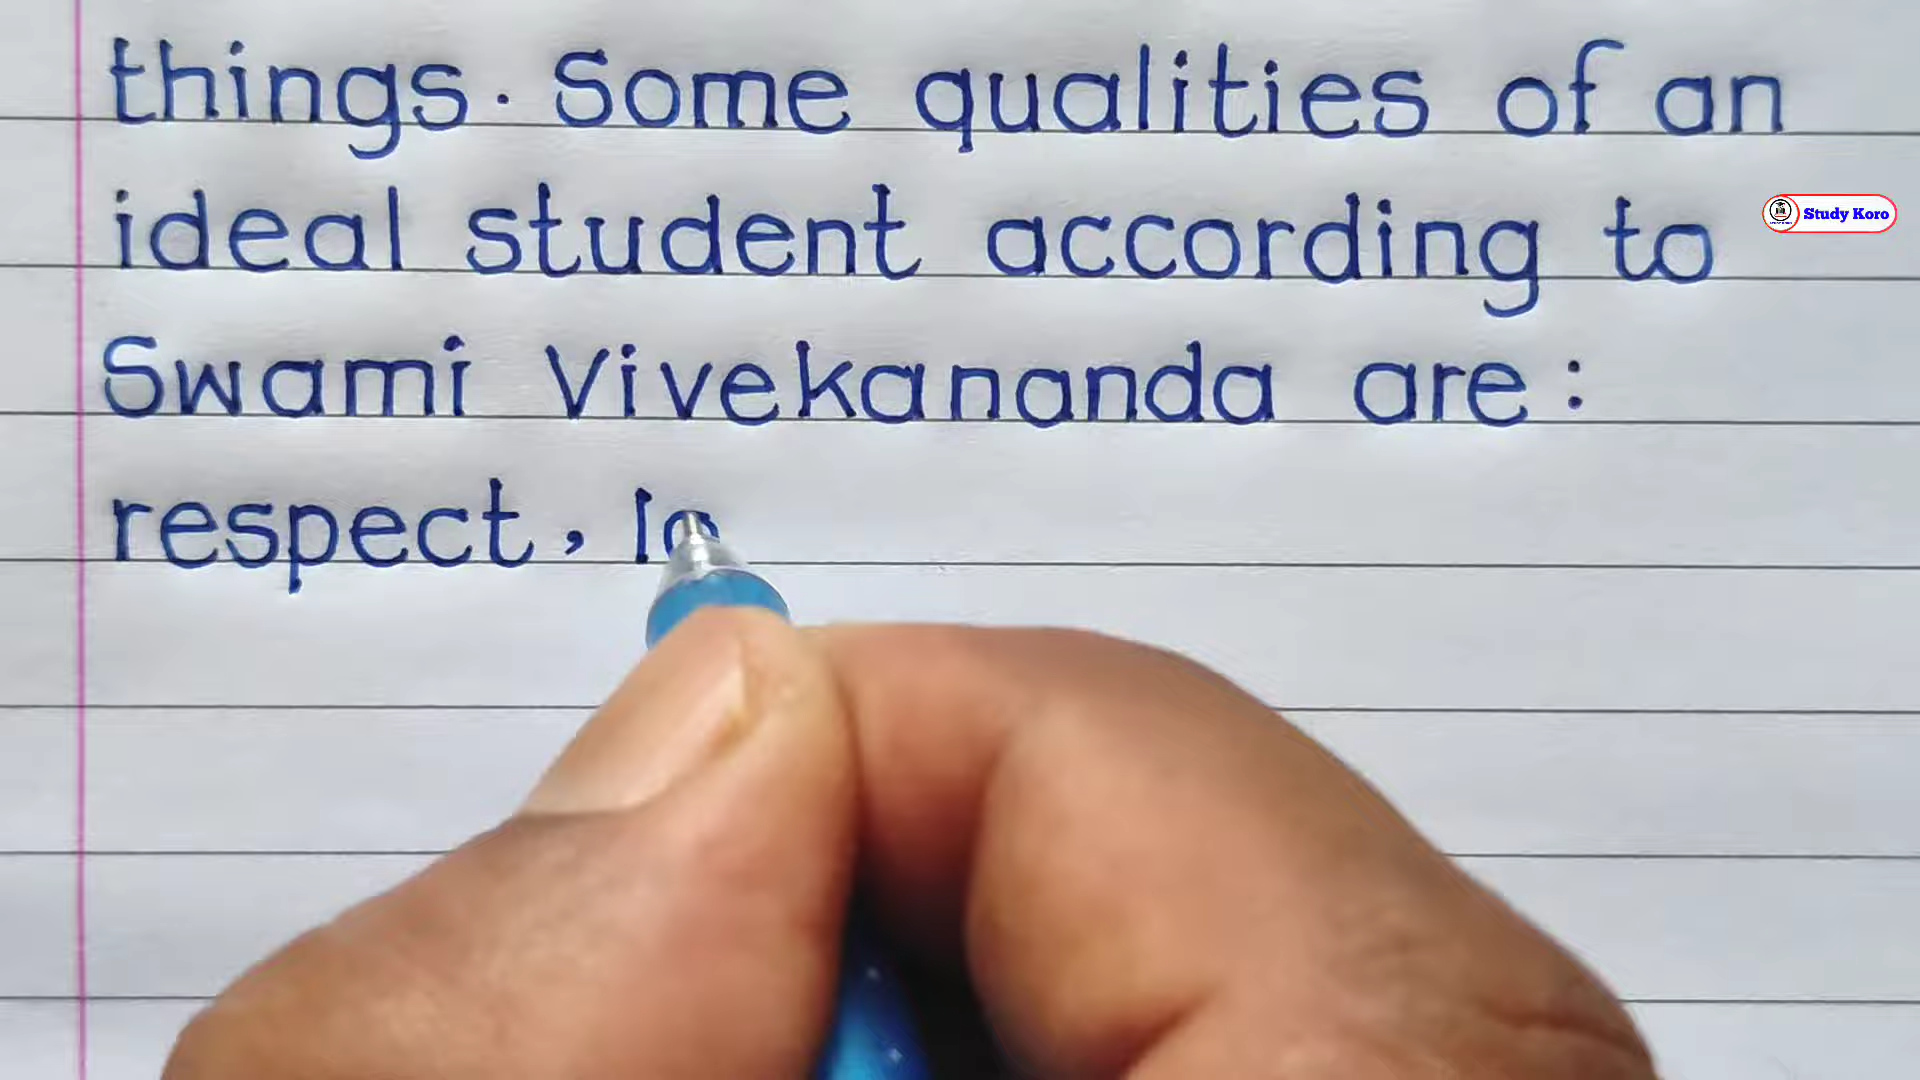 things. Some qualities of an
ideal student according to
Study Koro
Swami Vivekananda are:
respect,